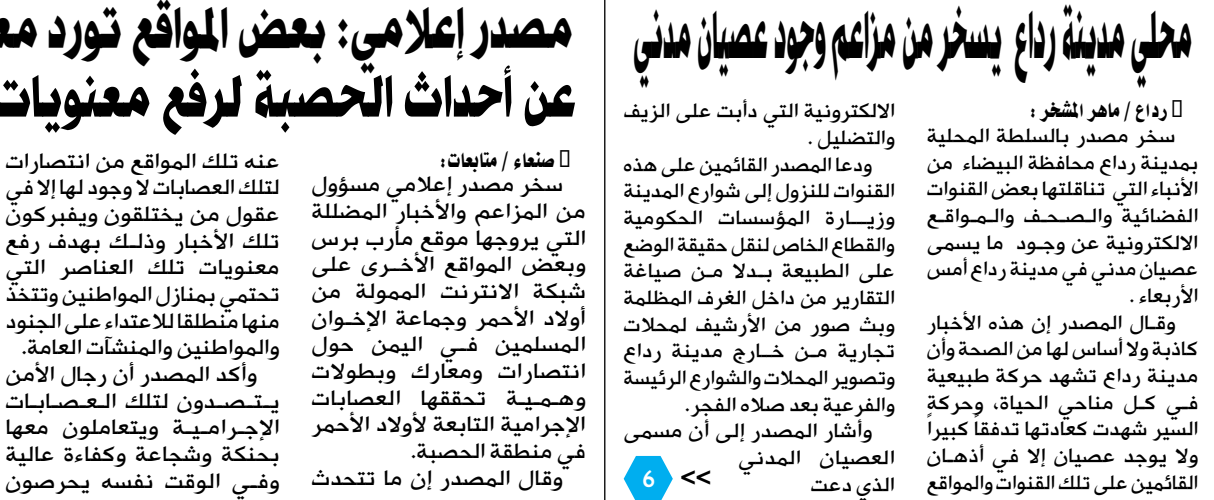 محلي مدينة رداع يسخر من مزاعم وجود عصيان مدني
رداع / ماهر المشخر :
سخر مصدر بالسلطة المحلية
بمدينة رداع محافظة البيضاء من
الأنباء التي تناقلتها بعض القنوات
الفضائية والـصـحـف والـمـواقـع
الالكترونية عن وجـود ما يسمى
عصيان مدني في مدينة رداع أمس
الأربعاء .
وقـال المصدر إن هذه الأخبار
كاذبة ولا أساس لها من الصحة وأن
مدينة رداع تشهد حركة طبيعية
فـي كـل مناحي الحياة، وحركة
السير شهدت كعادتها تدفقاً كبيراً
ولا يوجد عصيان إلا في أذهـان
القائمين على تلك القنوات والمواقع
الالكترونية التي دأبت على الزيف
والتضليل .
ودعا المصدر القائمين على هذه
القنوات للنزول إلى شوارع المدينة
وزيـــارة المؤسسات الحكومية
والقطاع الخاص لنقل حقيقة الوضع
على الطبيعة بـدلا مـن صياغة
التقارير من داخل الغرف المظلمة
وبث صور من الأرشيف لمحلات
تجارية مـن خــارج مدينة رداع
وتصوير المحلات والشوارع الرئيسة
والفرعية بعد صلاه الفجر.
وأشار المصدر إلى أن مسمى
العصيان المدني
الذي دعت
>> 6
مصدر إعلامي: بعض المواقع تورد
عن أحداث الحصبة لرفع معنويات
صنعاء / متابعات:
سخر مصدر إعلامي مسؤول
من المزاعم والأخبار المضللة
التي يروجها موقع مأرب برس
وبعض المواقع الأخــرى على
شبكة الانترنت الممولة من
أولاد الأحمر وجماعة الإخـوان
المسلمين فــي اليمن حول
انتصارات ومعارك وبطولات
وهـمـيـة تحققها العصابات
الإجرامية التابعة لأولاد الأحمر
في منطقة الحصبة.
وقال المصدر إن ما تتحدث
عنه تلك المواقع من انتصارات
لتلك العصابات لا وجود لها إلا في
عقول من يختلقون ويفبركون
تلك الأخبار وذلـك بهدف رفع
معنويات تلك العناصر التي
تحتمي بمنازل المواطنين وتتخذ
منها منطلقا للاعتداء على الجنود
والمواطنين والمنشآت العامة.
وأكد المصدر أن رجال الأمن
يـتـصـدون لتلك الـعـصـابـات
الإجـرامـيـة ويتعاملون معها
بحنكة وشجاعة وكفاءة عالية
وفـي الوقت نفسه يحرصون